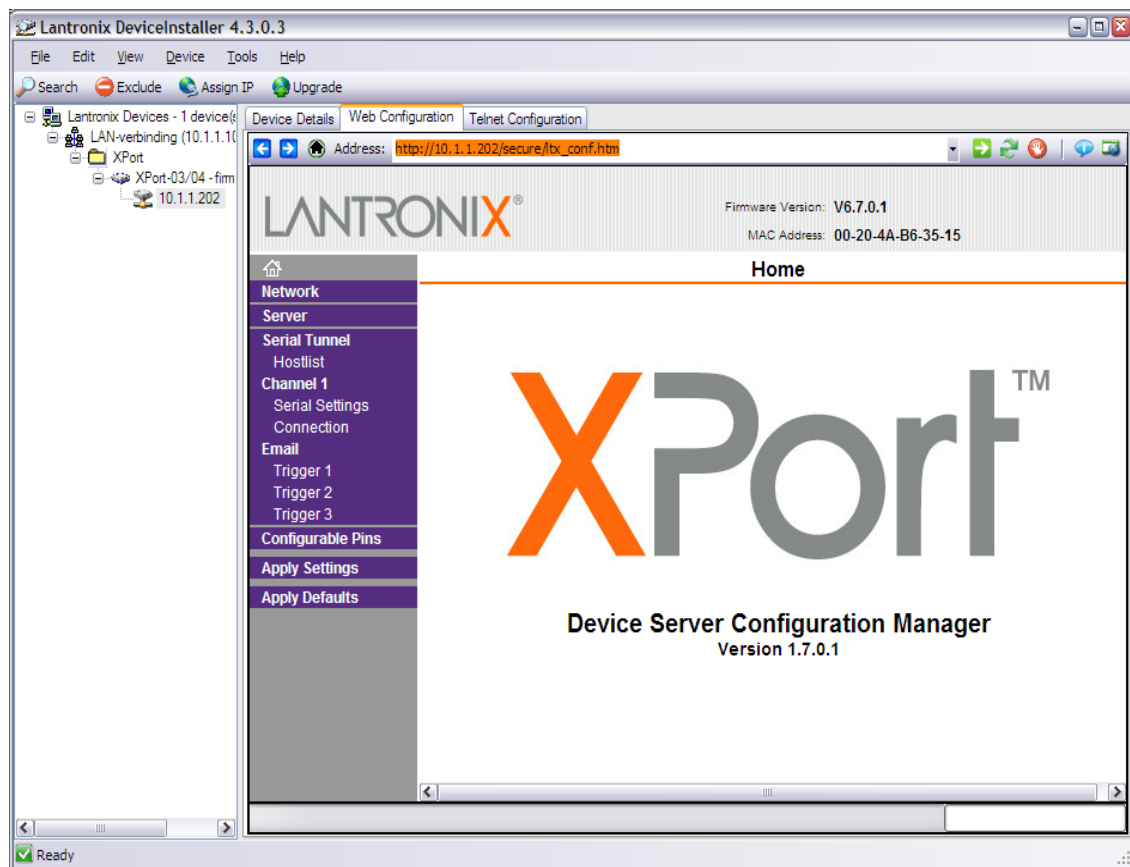 Lantronix DeviceInstaller 4.3.0.3
File Edit View Device Tools Help
Search Exclude Assign IP Upgrade
Lantronix Devices - 1 device(s
LAN-verbinding (10.1.1.10
XPort
XPort-03/04 - firm
10.1.1.202
Device Details Web Configuration Telnet Configuration
Address: http://10.1.1.202/secure/ltx_conf.htm
LANTRONIX®
Firmware Version: V6.7.0.1
MAC Address: 00-20-4A-B6-35-15
Network
Server
Serial Tunnel
Hostlist
Channel 1
Serial Settings
Connection
Email
Trigger 1
Trigger 2
Trigger 3
Configurable Pins
Apply Settings
Apply Defaults
Home
XPort™
Device Server Configuration Manager
Version 1.7.0.1
Ready